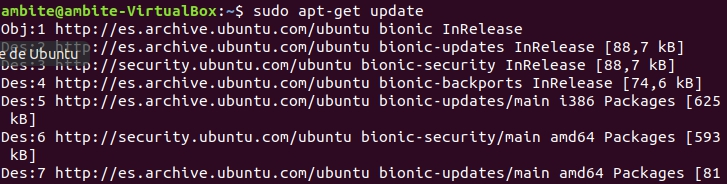 ambite@ambite-VirtualBox:~$ sudo apt-get update
Obj:1 http://es.archive.ubuntu.com/ubuntu bionic InRelease
Des:2 http://es.archive.ubuntu.com/ubuntu bionic-updates InRelease [88,7 kB]
e de Ubuntu
Des:3 http://security.ubuntu.com/ubuntu bionic-security InRelease [88,7 kB]
Des:4 http://es.archive.ubuntu.com/ubuntu bionic-backports InRelease [74,6 kB]
Des:5 http://es.archive.ubuntu.com/ubuntu bionic-updates/main i386 Packages [625
kB]
Des:6 http://security.ubuntu.com/ubuntu bionic-security/main amd64 Packages [593
kB]
Des:7 http://es.archive.ubuntu.com/ubuntu bionic-updates/main amd64 Packages [81